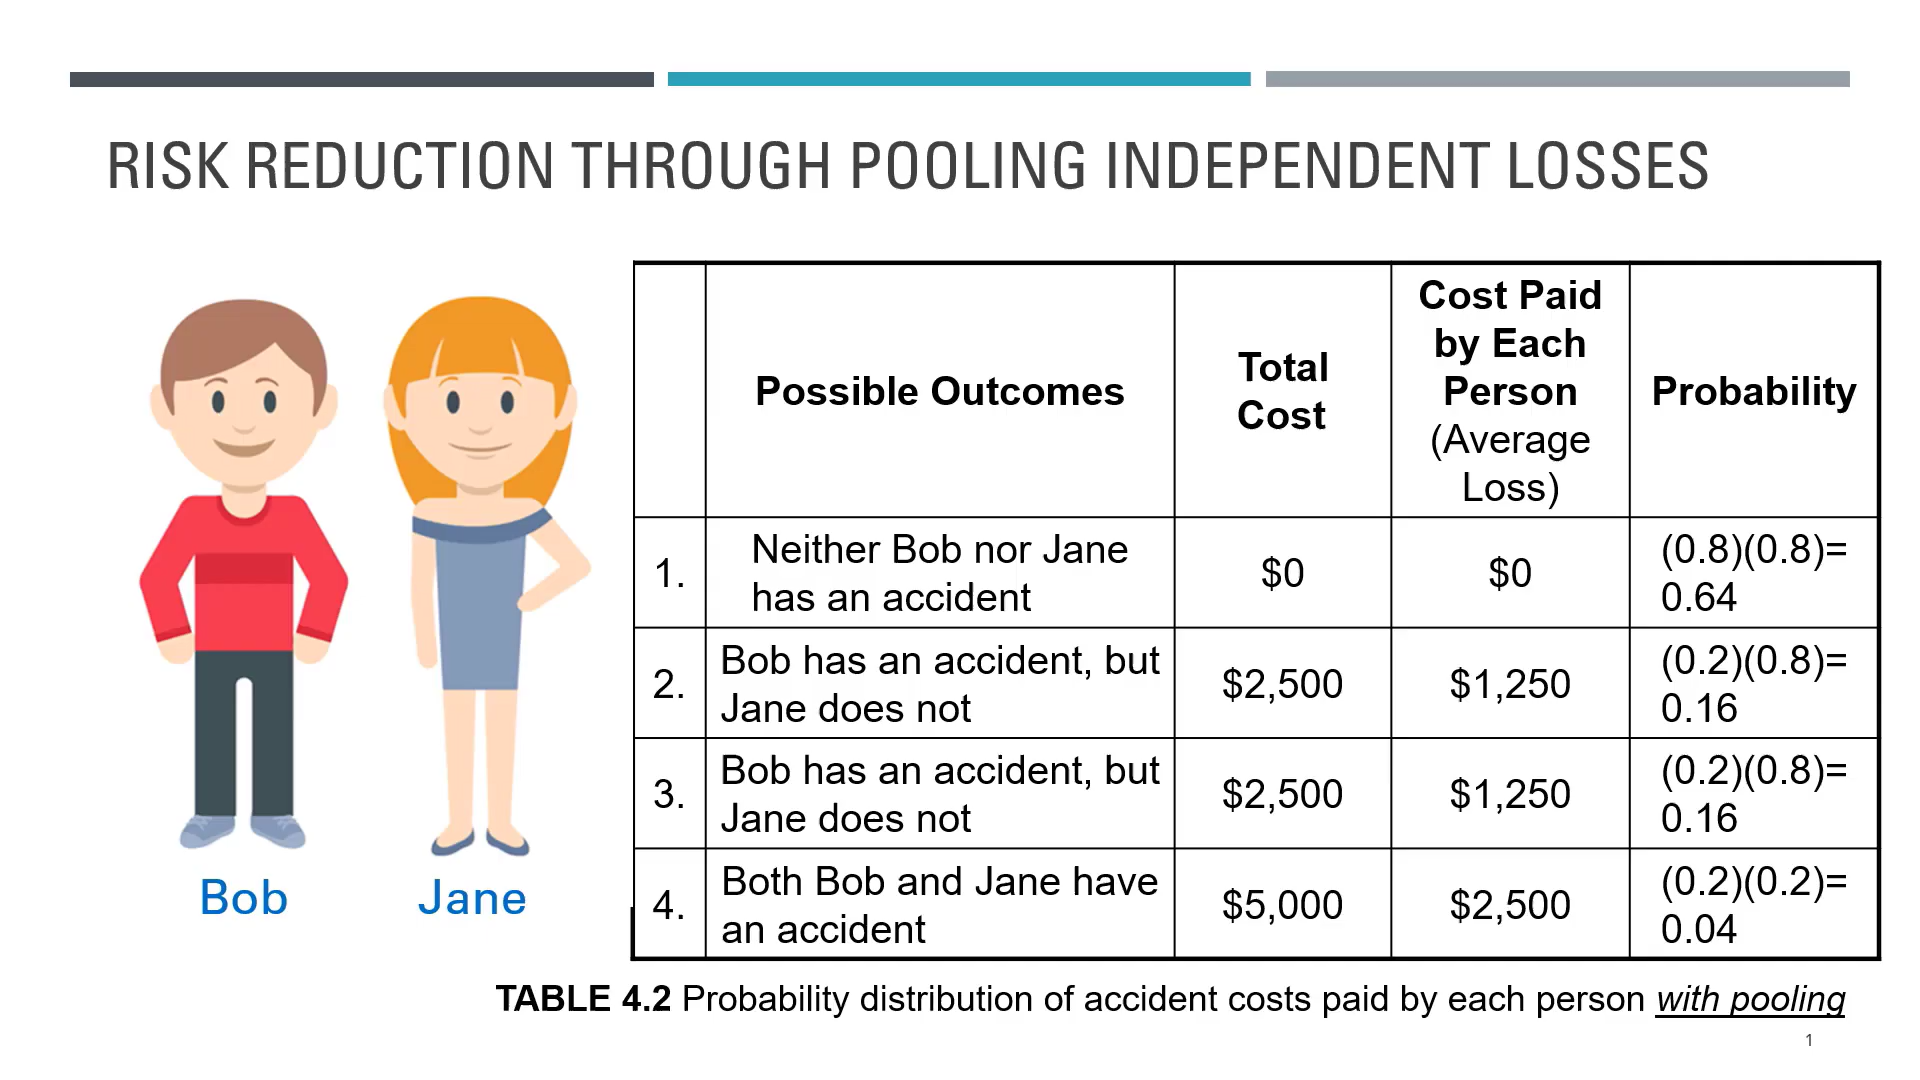 RISK REDUCTION THROUGH POOLING INDEPENDENT LOSSES
Possible Outcomes
Total
Cost
Cost Paid
by Each
Person
(Average
Loss)
Probability
1.
Neither Bob nor Jane
has an accident
$0
$0
(0.8)(0.8)=
0.64
2.
Bob has an accident, but
Jane does not
$2,500
$1,250
(0.2)(0.8)=
0.16
3.
Bob has an accident, but
Jane does not
$2,500
$1,250
(0.2)(0.8)=
0.16
4.
Both Bob and Jane have
an accident
$5,000
$2,500
(0.2)(0.2)=
0.04
Bob
Jane
TABLE 4.2 Probability distribution of accident costs paid by each person with pooling
1